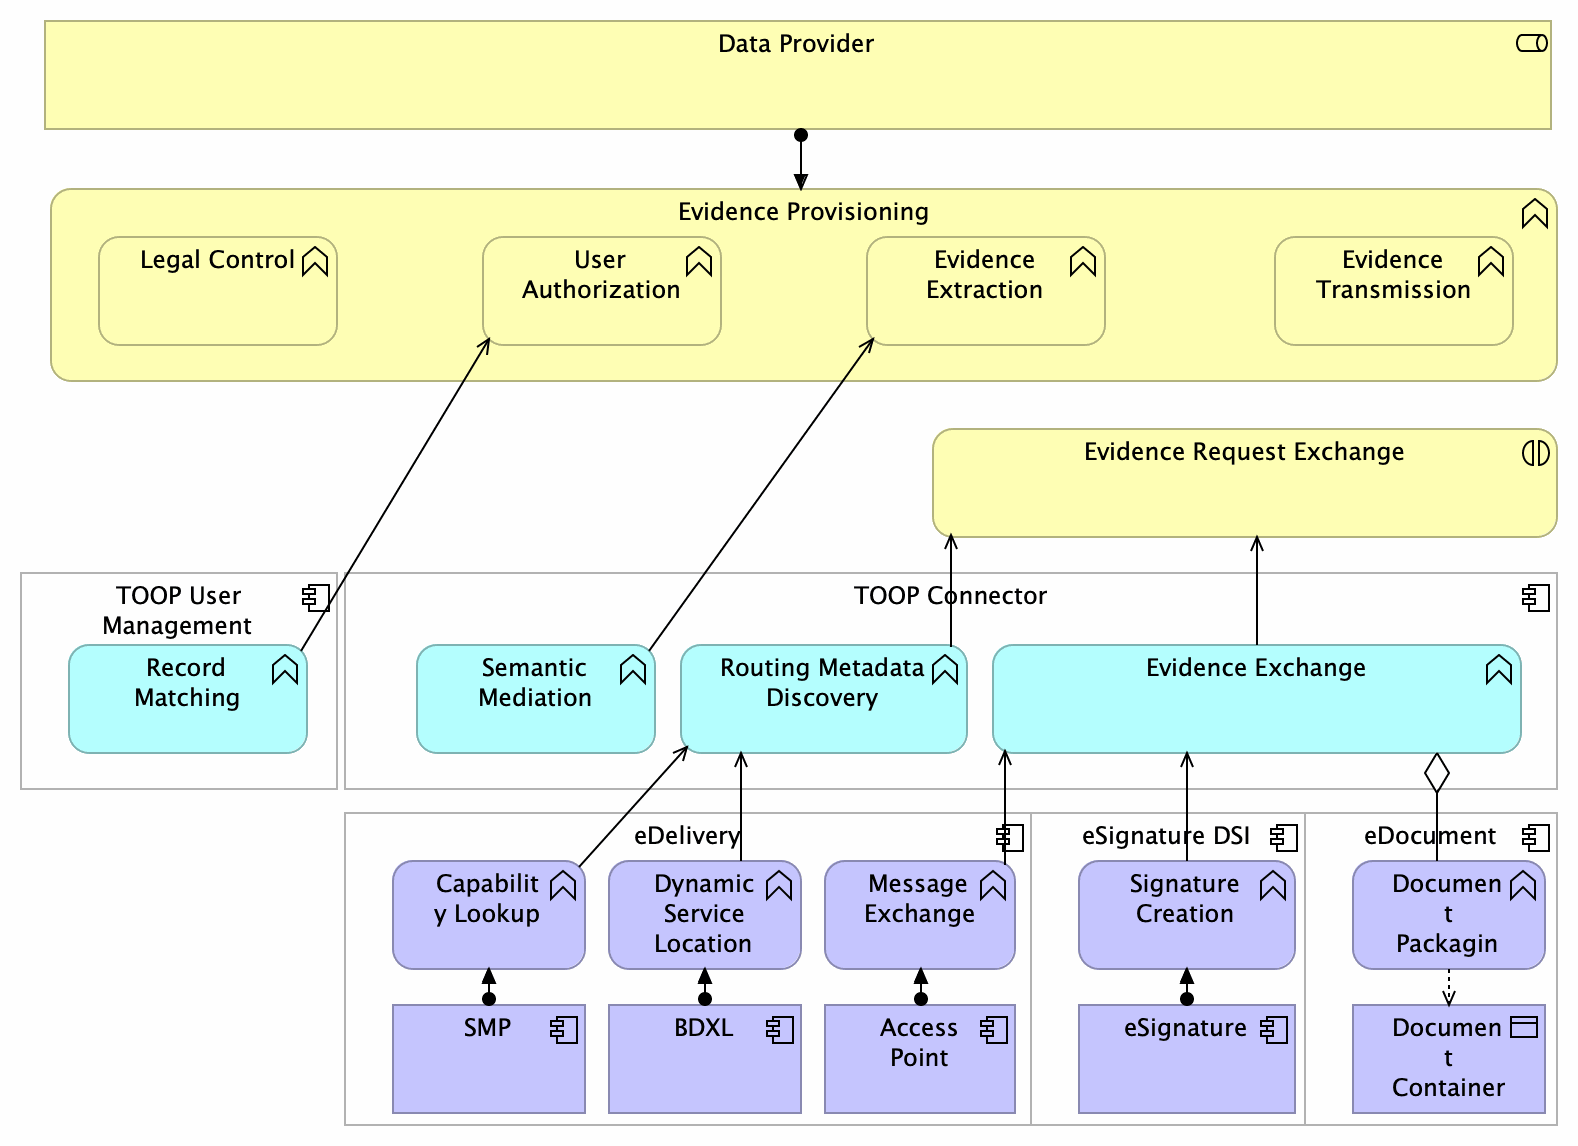 Data Provider
Evidence Provisioning
Legal Control
User
Authorization
Evidence
Extraction
Evidence
Transmission
Evidence Request Exchange
TOOP User
Management
TOOP Connector
Record
Matching
Semantic
Mediation
Routing Metadata
Discovery
Evidence Exchange
eDelivery
eSignature DSI
eDocument
Capabilit
y Lookup
Dynamic
Service
Location
Message
Exchange
Signature
Creation
Documen
t
Packagin
SMP
BDXL
Access
Point
eSignature
Documen
t
Container